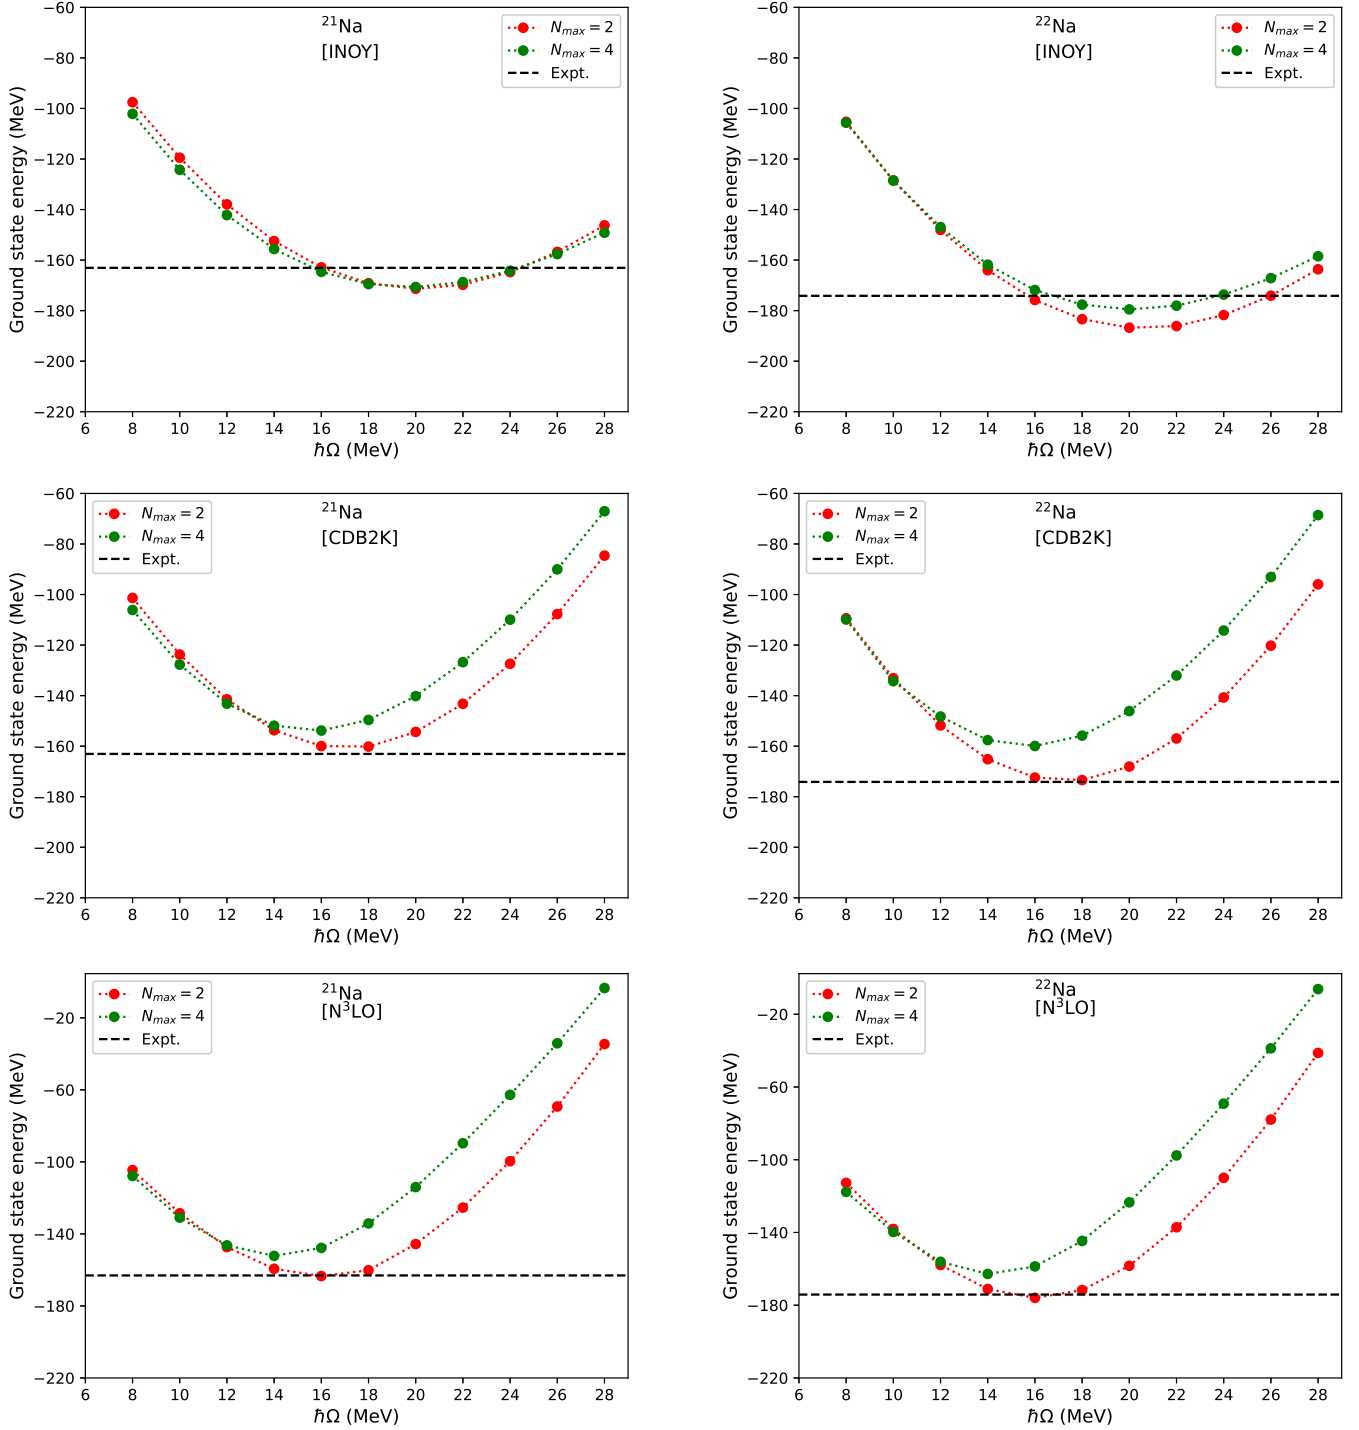 ²¹Na
[INOY]
N_max = 2
N_max = 4
Expt.
−60
−80
−100
−120
−140
−160
−180
−200
−220
Ground state energy (MeV)
6 8 10 12 14 16 18 20 22 24 26 28
ħΩ (MeV)
²²Na
[INOY]
N_max = 2
N_max = 4
Expt.
−60
−80
−100
−120
−140
−160
−180
−200
−220
Ground state energy (MeV)
6 8 10 12 14 16 18 20 22 24 26 28
ħΩ (MeV)
²¹Na
[CDB2K]
N_max = 2
N_max = 4
Expt.
−60
−80
−100
−120
−140
−160
−180
−200
−220
Ground state energy (MeV)
6 8 10 12 14 16 18 20 22 24 26 28
ħΩ (MeV)
²²Na
[CDB2K]
N_max = 2
N_max = 4
Expt.
−60
−80
−100
−120
−140
−160
−180
−200
−220
Ground state energy (MeV)
6 8 10 12 14 16 18 20 22 24 26 28
ħΩ (MeV)
²¹Na
[N³LO]
N_max = 2
N_max = 4
Expt.
−20
−60
−100
−140
−180
−220
Ground state energy (MeV)
6 8 10 12 14 16 18 20 22 24 26 28
ħΩ (MeV)
²²Na
[N³LO]
N_max = 2
N_max = 4
Expt.
−20
−60
−100
−140
−180
−220
Ground state energy (MeV)
6 8 10 12 14 16 18 20 22 24 26 28
ħΩ (MeV)